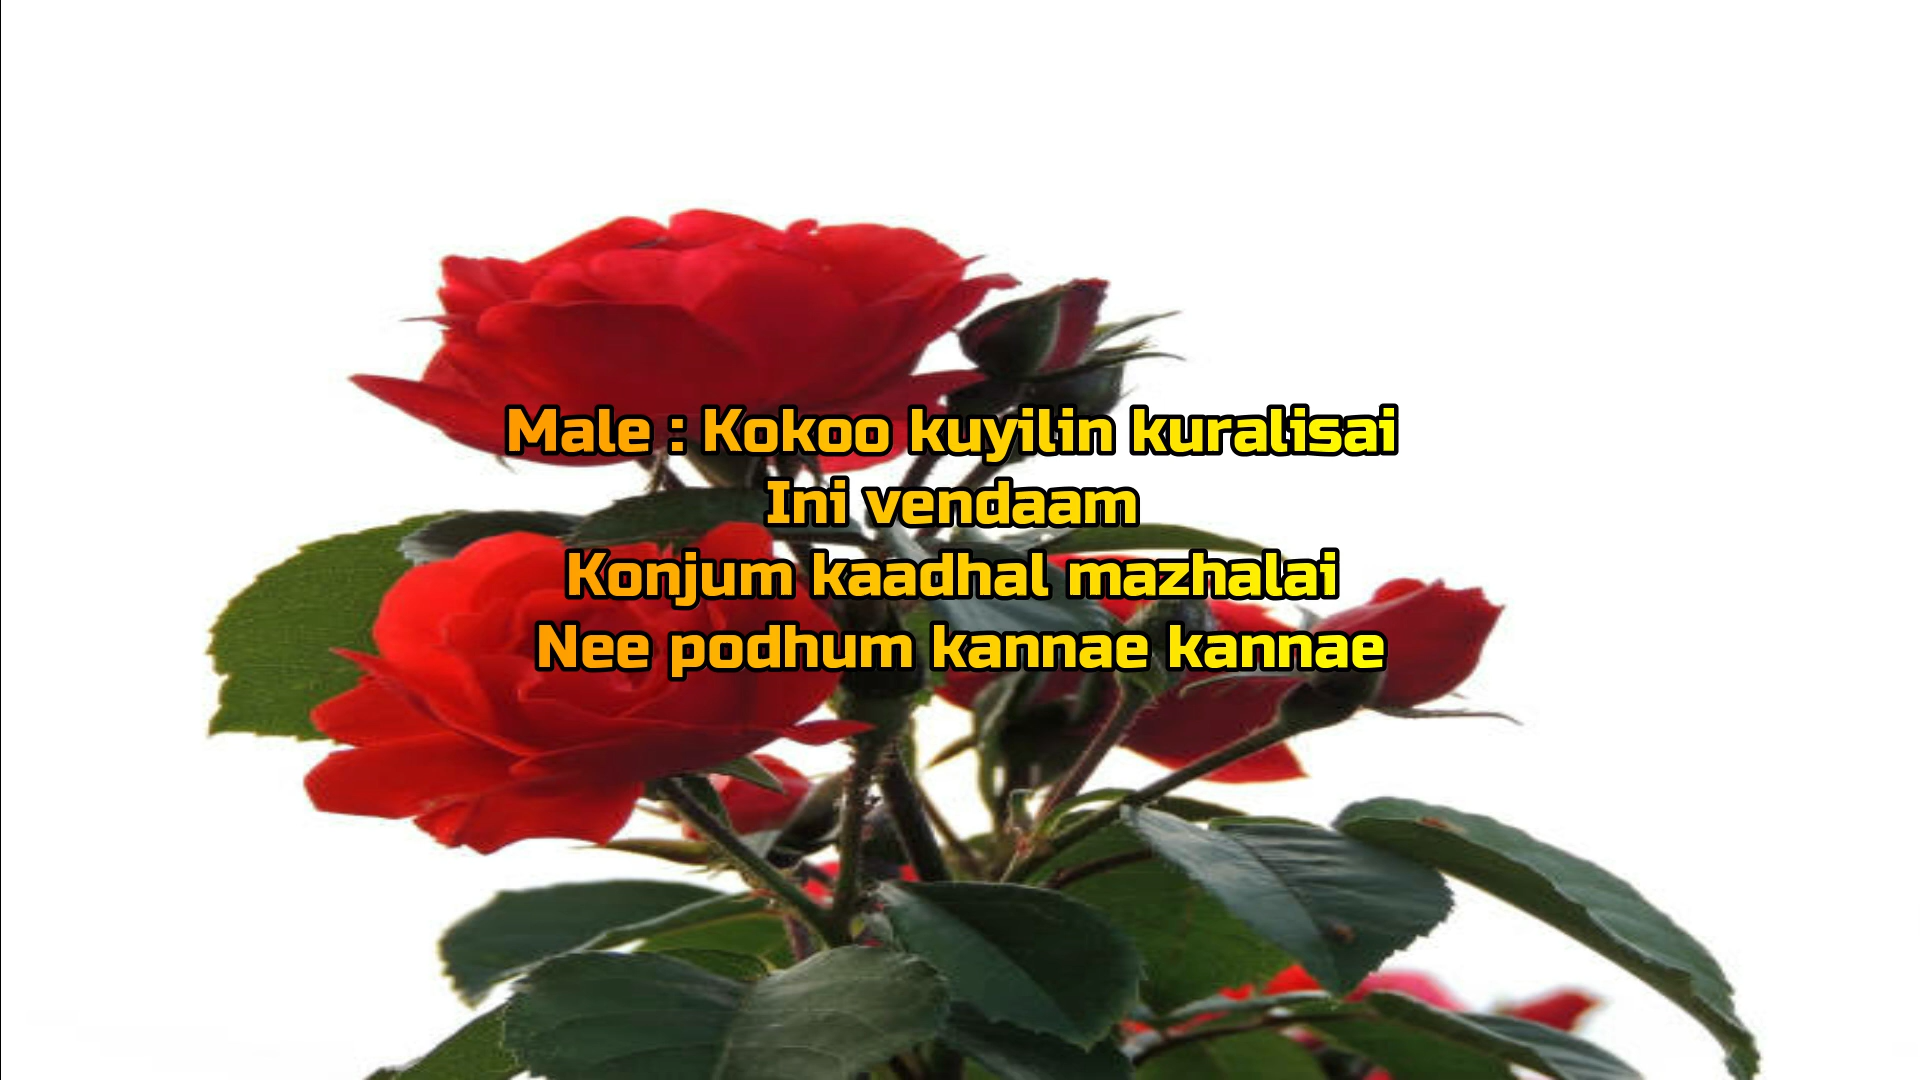 Male : Kokoo kuyilin kuralisai
Ini vendaam
Konjum kaadhal mazhalai
Nee podhum kannae kannae